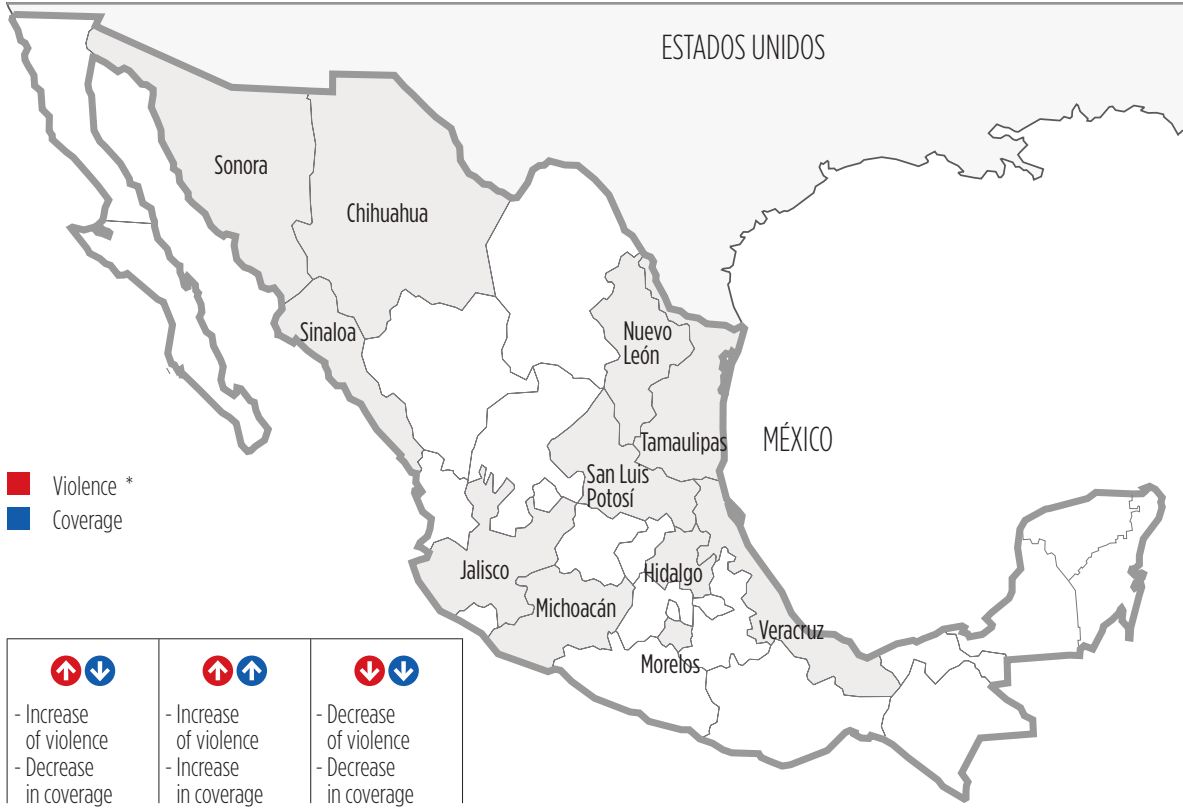 ESTADOS UNIDOS
Sonora
Chihuahua
Sinaloa
Nuevo
León
Tamaulipas
MÉXICO
San Luis
Potosí
Violence *
Coverage
Jalisco
Hidalgo
Michoacán
Veracruz
Morelos
- Increase
of violence
- Decrease
in coverage
- Increase
of violence
- Increase
in coverage
- Decrease
of violence
- Decrease
in coverage